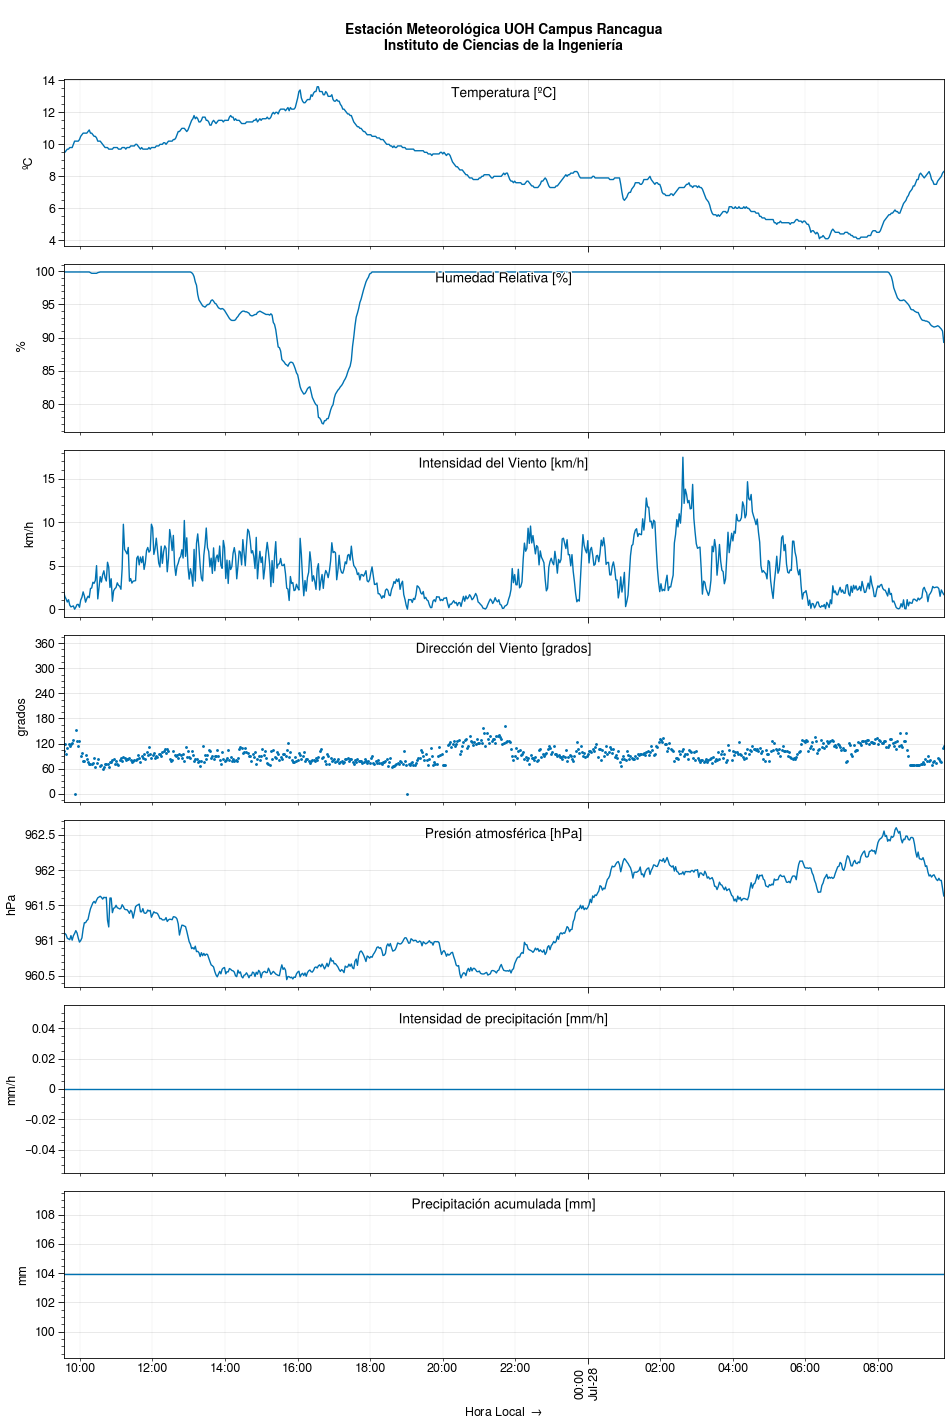 Estación Meteorológica UOH Campus Rancagua
Instituto de Ciencias de la Ingeniería
Temperatura [ºC]
ºC
14
12
10
8
6
4
Humedad Relativa [%]
%
100
95
90
85
80
Intensidad del Viento [km/h]
km/h
15
10
5
0
Dirección del Viento [grados]
grados
360
300
240
180
120
60
0
Presión atmosférica [hPa]
hPa
962.5
962
961.5
961
960.5
Intensidad de precipitación [mm/h]
mm/h
0.04
0.02
0
−0.02
−0.04
Precipitación acumulada [mm]
mm
108
106
104
102
100
10:00 12:00 14:00 16:00 18:00 20:00 22:00 00:00 02:00 04:00 06:00 08:00
Jul-28
Hora Local →